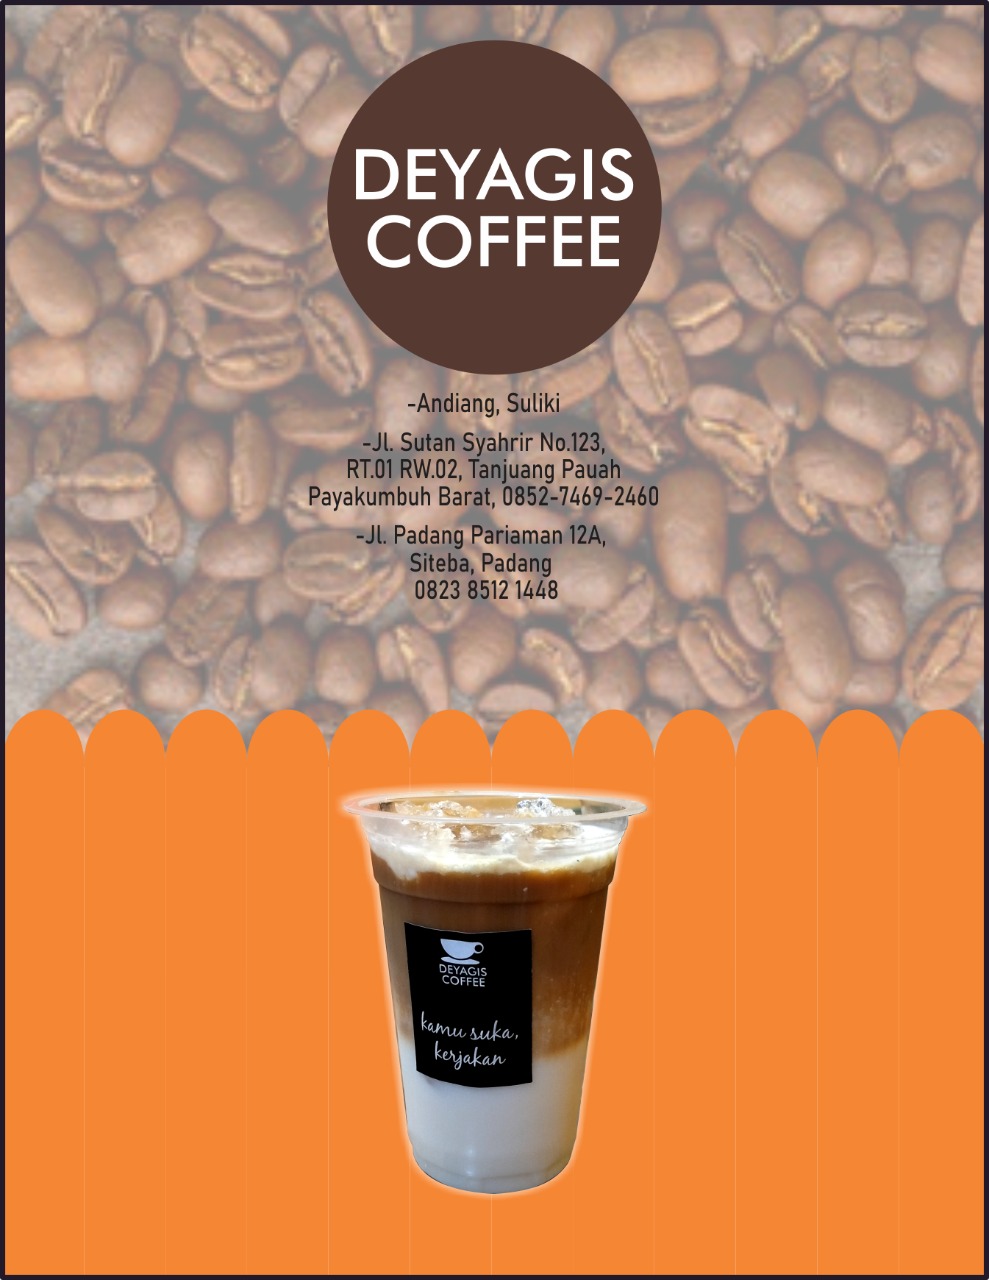 DEYAGIS
COFFEE
-Andiang, Suliki
-Jl. Sutan Syahrir No.123,
RT.01 RW.02, Tanjuang Pauah
Payakumbuh Barat, 0852-7469-2460
-Jl. Padang Pariaman 12A,
Siteba, Padang
0823 8512 1448
DEYAGIS
COFFEE
kamu suka,
kerjakan